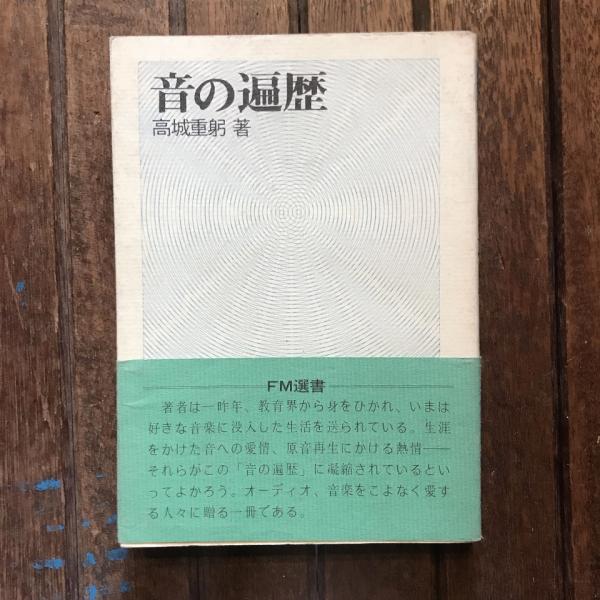 音の遍歴
高城重躬 著
FM選書
著者は一昨年、教育界から身をひかれ、いまは
好きな音楽に没入した生活を送られている。生涯
をかけた音への愛情、原音再生にかける熱情──
それらがこの「音の遍歴」に凝縮されているとい
ってよかろう。オーディオ、音楽をこよなく愛す
る人々に贈る一冊である。